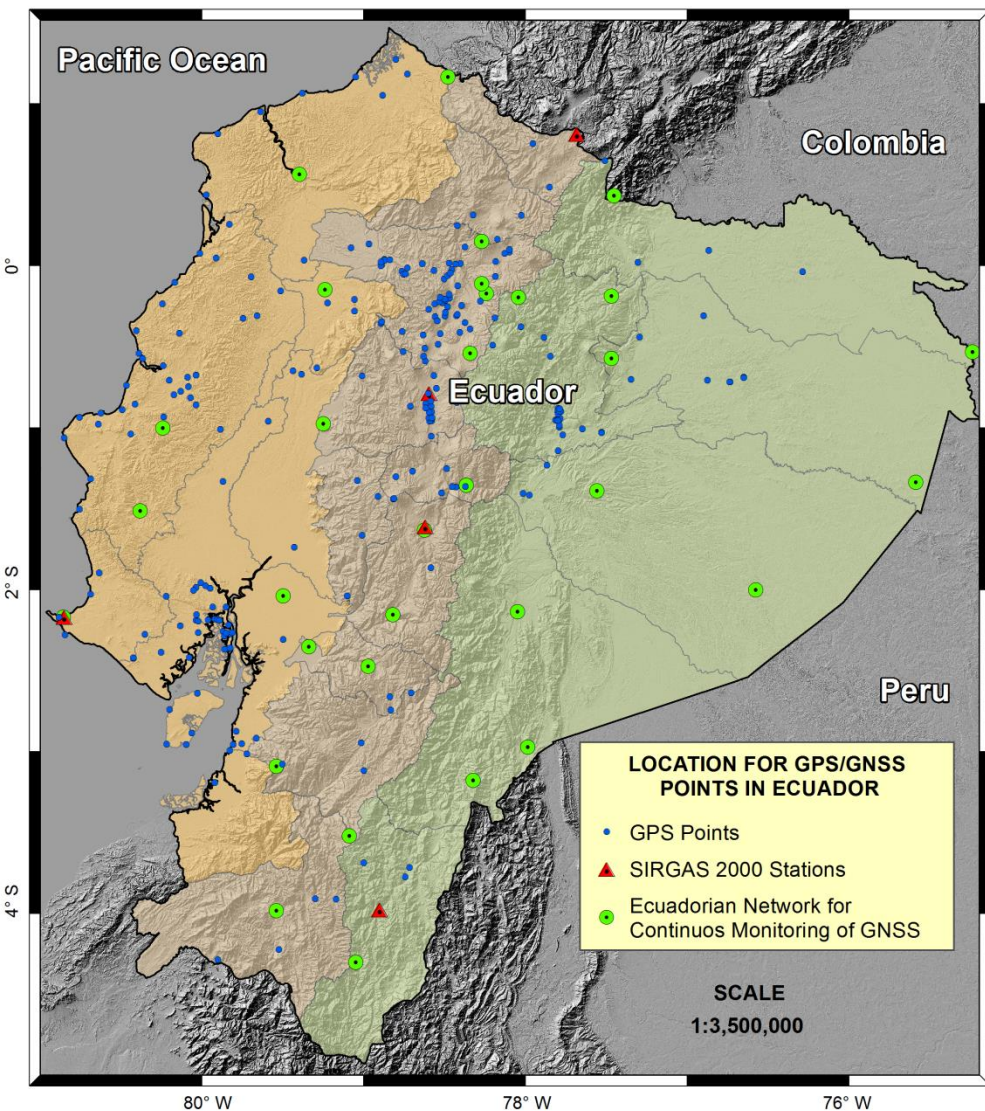 Pacific Ocean
Colombia
0°
Ecuador
2° S
Peru
LOCATION FOR GPS/GNSS
POINTS IN ECUADOR
GPS Points
SIRGAS 2000 Stations
Ecuadorian Network for
Continuos Monitoring of GNSS
4° S
SCALE
1:3,500,000
80° W
78° W
76° W